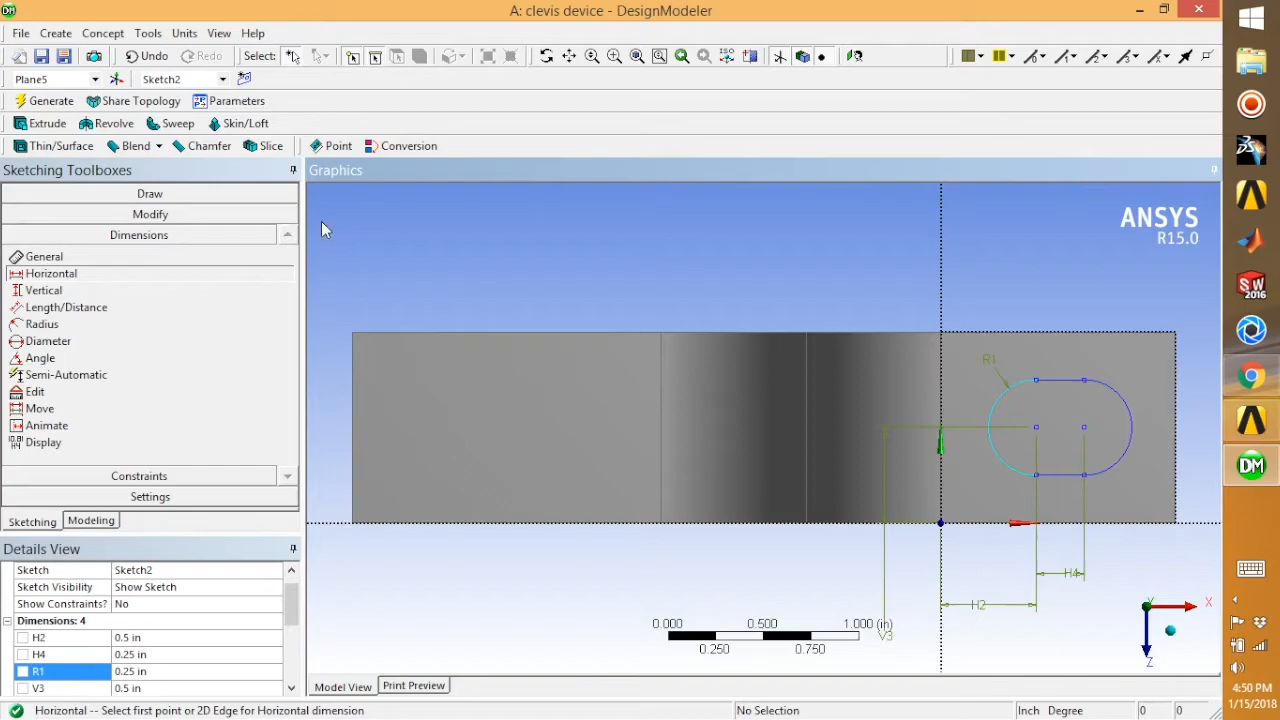 A: clevis device - DesignModeler
File Create Concept Tools Units View Help
Undo Redo Select:
Plane5 Sketch2
Generate Share Topology Parameters
Extrude Revolve Sweep Skin/Loft
Thin/Surface Blend Chamfer Slice Point Conversion
Sketching Toolboxes
Draw
Modify
Dimensions
General
Horizontal
Vertical
Length/Distance
Radius
Diameter
Angle
Semi-Automatic
Edit
Move
Animate
Display
Constraints
Settings
Sketching Modeling
Details View
Sketch Sketch2
Sketch Visibility Show Sketch
Show Constraints? No
Dimensions: 4
H2 0.5 in
H4 0.25 in
R1 0.25 in
V3 0.5 in
Graphics
ANSYS
R15.0
R1
H4
H2
V3
0.000 0.500 1.000 (in)
0.250 0.750
X
Y
Z
Model View Print Preview
Horizontal -- Select first point or 2D Edge for Horizontal dimension No Selection Inch Degree 0 0
DM
SW
2016
DM
4:50 PM
1/15/2018